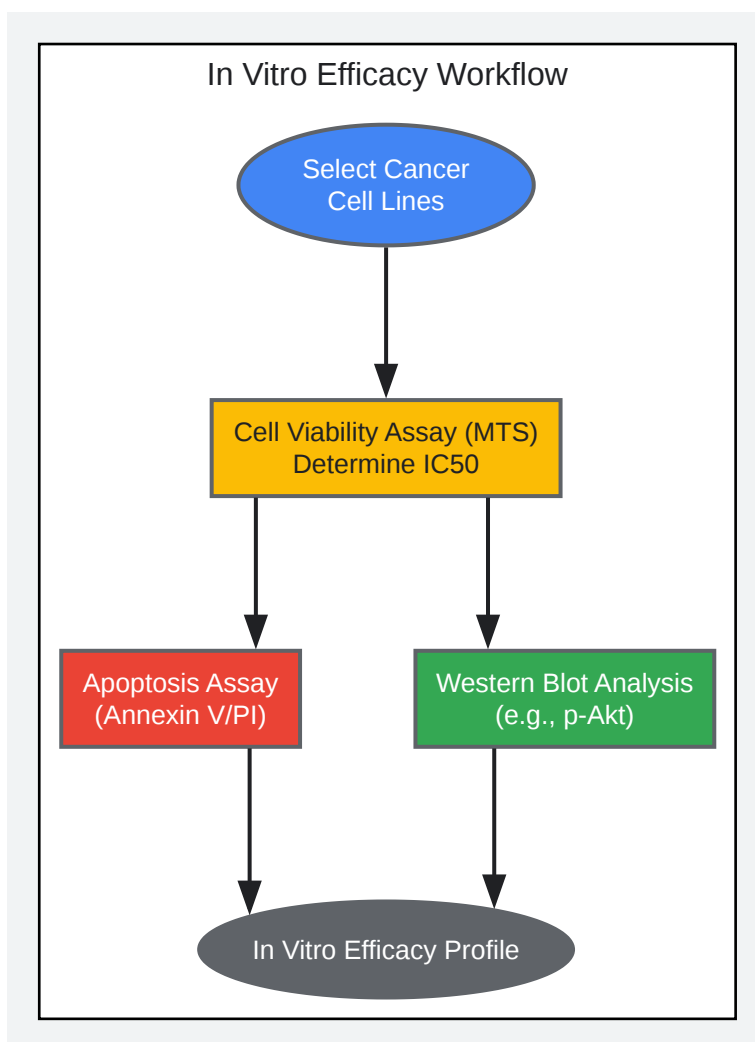 In Vitro Efficacy Workflow
Select Cancer
Cell Lines
Cell Viability Assay (MTS)
Determine IC50
Apoptosis Assay
(Annexin V/PI)
Western Blot Analysis
(e.g., p-Akt)
In Vitro Efficacy Profile